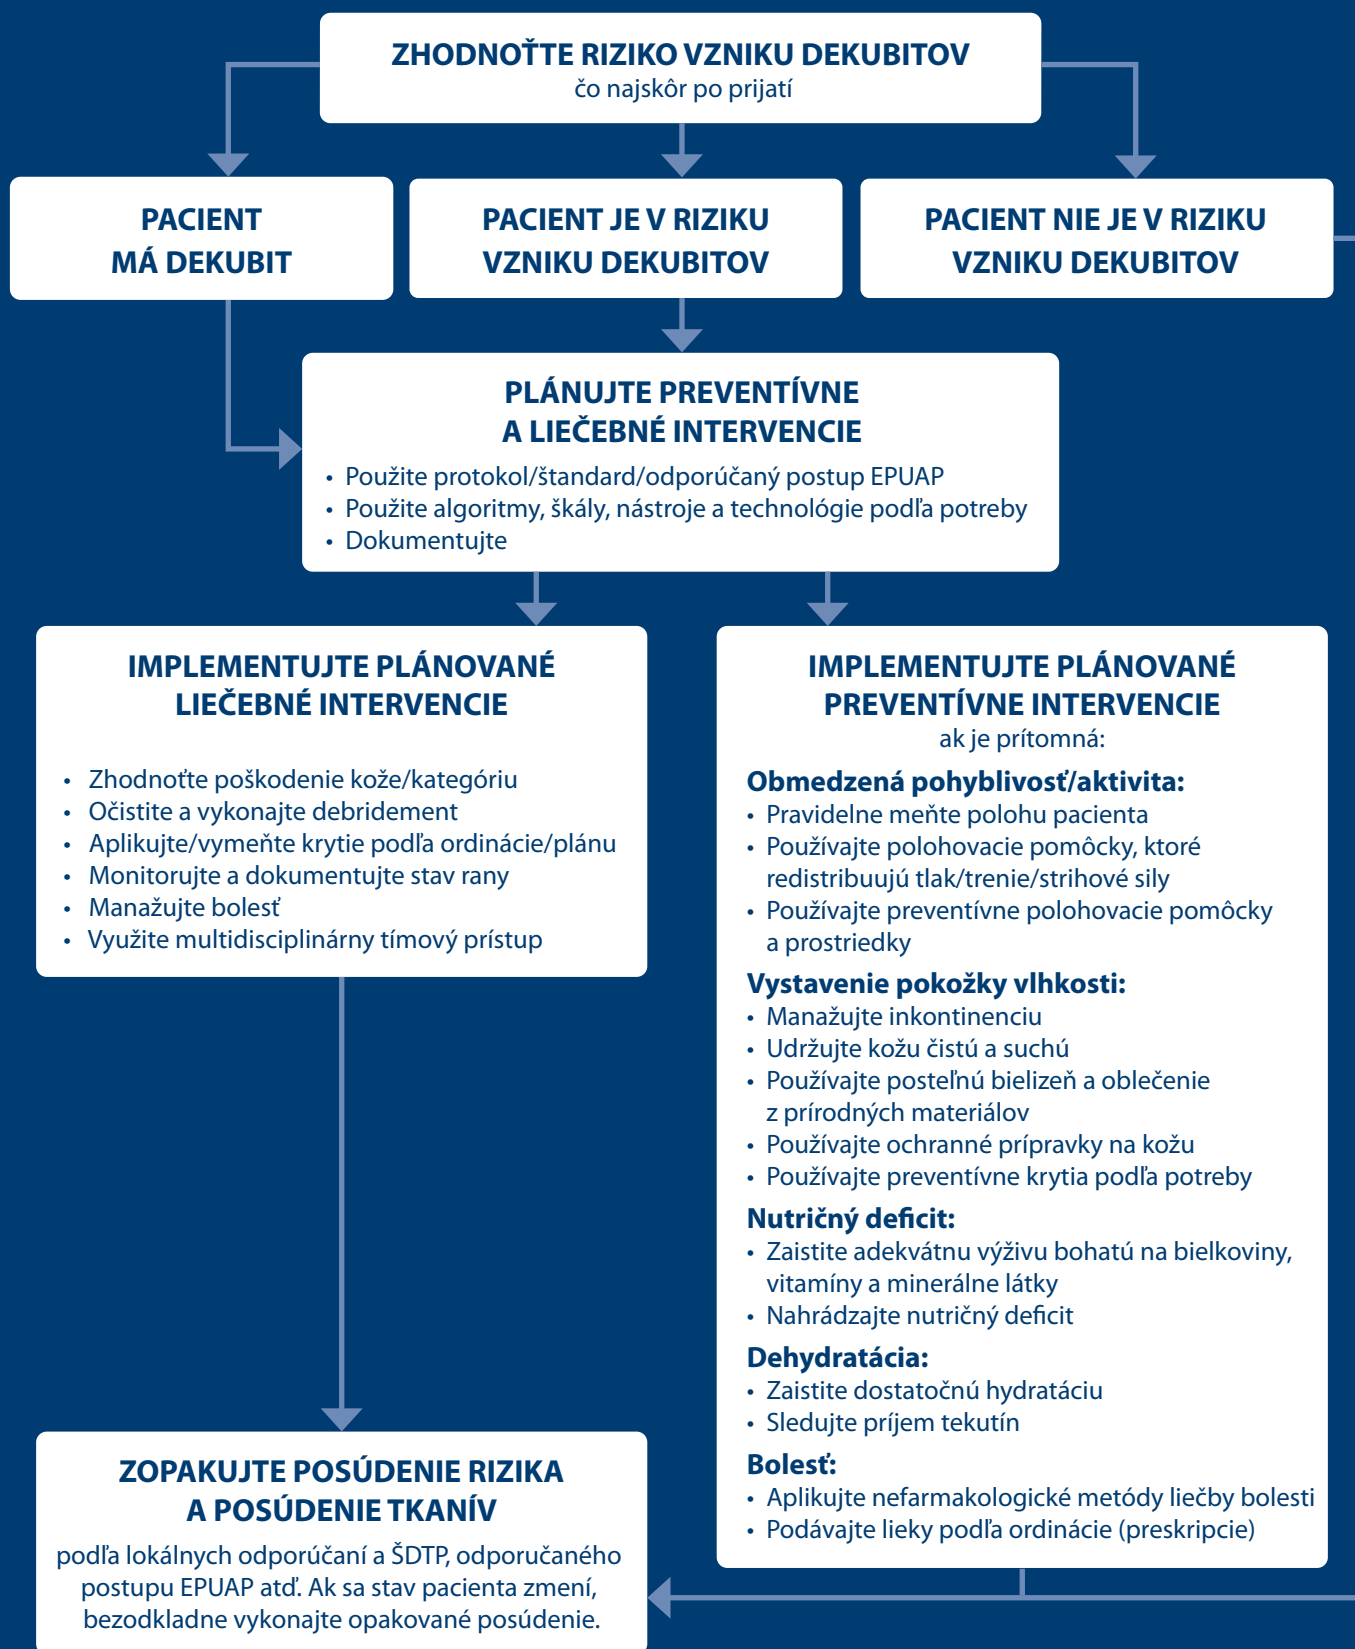 ZHODNOŤTE RIZIKO VZNIKU DEKUBITOV
čo najskôr po prijatí
PACIENT
MÁ DEKUBIT
PACIENT JE V RIZIKU
VZNIKU DEKUBITOV
PACIENT NIE JE V RIZIKU
VZNIKU DEKUBITOV
PLÁNUJTE PREVENTÍVNE
A LIEČEBNÉ INTERVENCIE
• Použite protokol/štandard/odporúčaný postup EPUAP
• Použite algoritmy, škály, nástroje a technológie podľa potreby
• Dokumentujte
IMPLEMENTUJTE PLÁNOVANÉ
LIEČEBNÉ INTERVENCIE
• Zhodnoťte poškodenie kože/kategóriu
• Očistite a vykonajte debridement
• Aplikujte/vymeňte krytie podľa ordinácie/plánu
• Monitorujte a dokumentujte stav rany
• Manažujte bolesť
• Využite multidisciplinárny tímový prístup
IMPLEMENTUJTE PLÁNOVANÉ
PREVENTÍVNE INTERVENCIE
ak je prítomná:
Obmedzená pohyblivosť/aktivita:
• Pravidelne meňte polohu pacienta
• Používajte polohovacie pomôcky, ktoré
redistribuujú tlak/trenie/strihové sily
• Používajte preventívne polohovacie pomôcky
a prostriedky
Vystavenie pokožky vlhkosti:
• Manažujte inkontinenciu
• Udržujte kožu čistú a suchú
• Používajte posteľnú bielizeň a oblečenie
z prírodných materiálov
• Používajte ochranné prípravky na kožu
• Používajte preventívne krytia podľa potreby
Nutričný deficit:
• Zaistite adekvátnu výživu bohatú na bielkoviny,
vitamíny a minerálne látky
• Nahrádzajte nutričný deficit
Dehydratácia:
• Zaistite dostatočnú hydratáciu
• Sledujte príjem tekutín
Bolesť:
• Aplikujte nefarmakologické metódy liečby bolesti
• Podávajte lieky podľa ordinácie (preskripcie)
ZOPAKUJTE POSÚDENIE RIZIKA
A POSÚDENIE TKANÍV
podľa lokálnych odporúčaní a ŠDTP, odporučaného
postupu EPUAP atď. Ak sa stav pacienta zmení,
bezodkladne vykonajte opakované posúdenie.